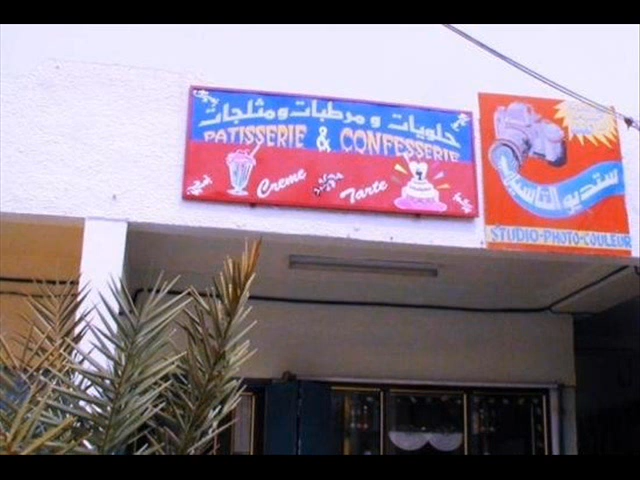 حلويات و مرطبات ومثلجات
PATISSERIE & CONFESSERIE
Creme
Tarte
ستديو التاسيلي
STUDIO-PHOTO-COULEUR